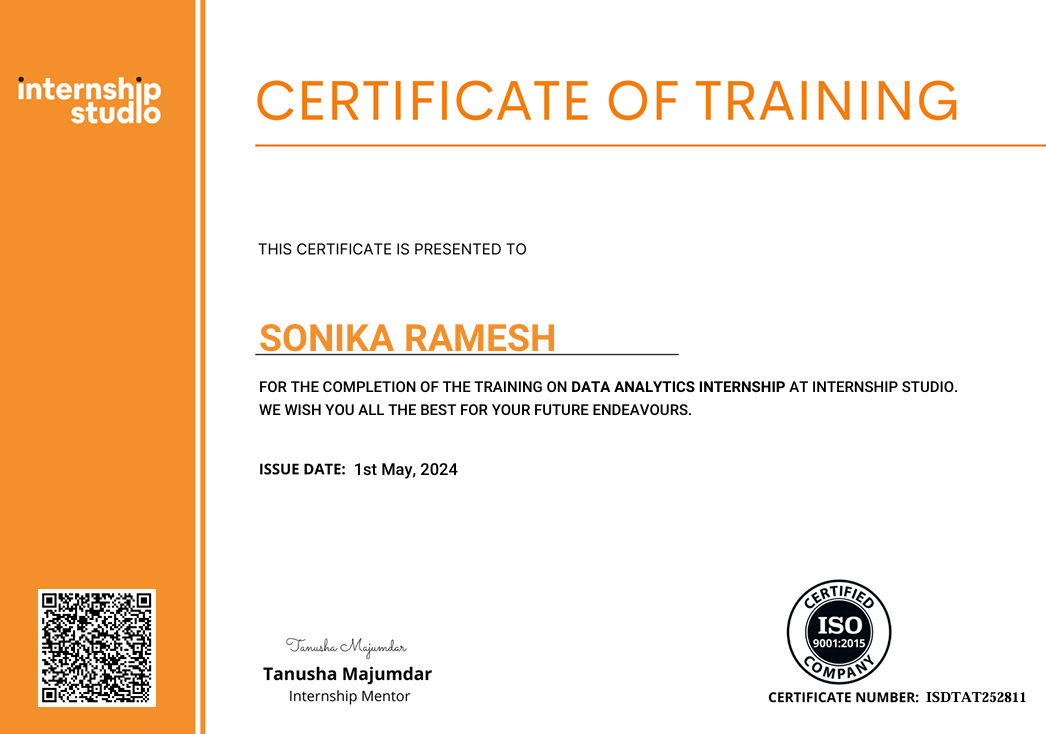 internship
studio
CERTIFICATE OF TRAINING
THIS CERTIFICATE IS PRESENTED TO
SONIKA RAMESH
FOR THE COMPLETION OF THE TRAINING ON DATA ANALYTICS INTERNSHIP AT INTERNSHIP STUDIO.
WE WISH YOU ALL THE BEST FOR YOUR FUTURE ENDEAVOURS.
ISSUE DATE: 1st May, 2024
Tanusha Majumdar
Tanusha Majumdar
Internship Mentor
CERTIFIED
ISO
9001:2015
COMPANY
CERTIFICATE NUMBER: ISDTAT252811